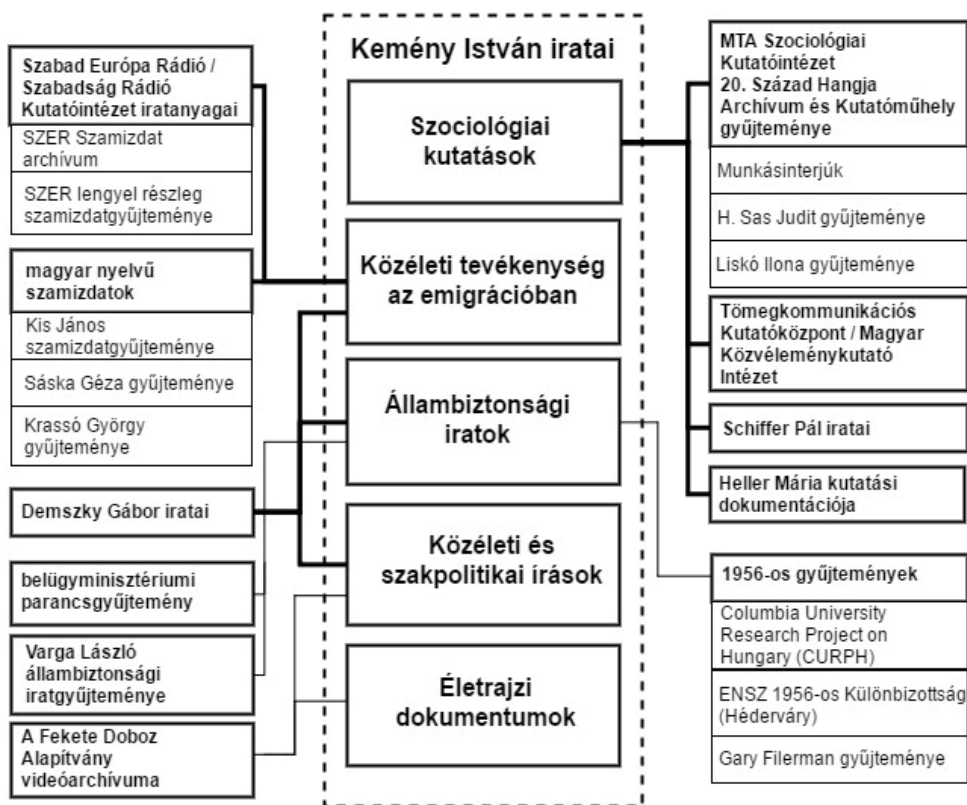 Kemény István iratai
Szabad Európa Rádió /
Szabadság Rádió
Kutatóintézet iratanyagai
SZER Szamizdat
archívum
SZER lengyel részleg
szamizdatgyűjteménye
magyar nyelvű
szamizdatok
Kis János
szamizdatgyűjteménye
Sáska Géza gyűjteménye
Krassó György
gyűjteménye
Demszky Gábor iratai
belügyminisztériumi
parancsgyűjtemény
Varga László
állambiztonsági
iratgyűjteménye
A Fekete Doboz
Alapítvány
videóarchívuma
Szociológiai
kutatások
Közéleti tevékenység
az emigrációban
Állambiztonsági
iratok
Közéleti és
szakpolitikai írások
Életrajzi
dokumentumok
MTA Szociológiai
Kutatóintézet
20. Század Hangja
Archívum és Kutatóműhely
gyűjteménye
Munkásinterjúk
H. Sas Judit gyűjteménye
Liskó Ilona gyűjteménye
Tömegkommunikációs
Kutatóközpont / Magyar
Közvéleménykutató
Intézet
Schiffer Pál iratai
Heller Mária kutatási
dokumentációja
1956-os gyűjtemények
Columbia University
Research Project on
Hungary (CURPH)
ENSZ 1956-os Különbizottság
(Héderváry)
Gary Filerman gyűjteménye